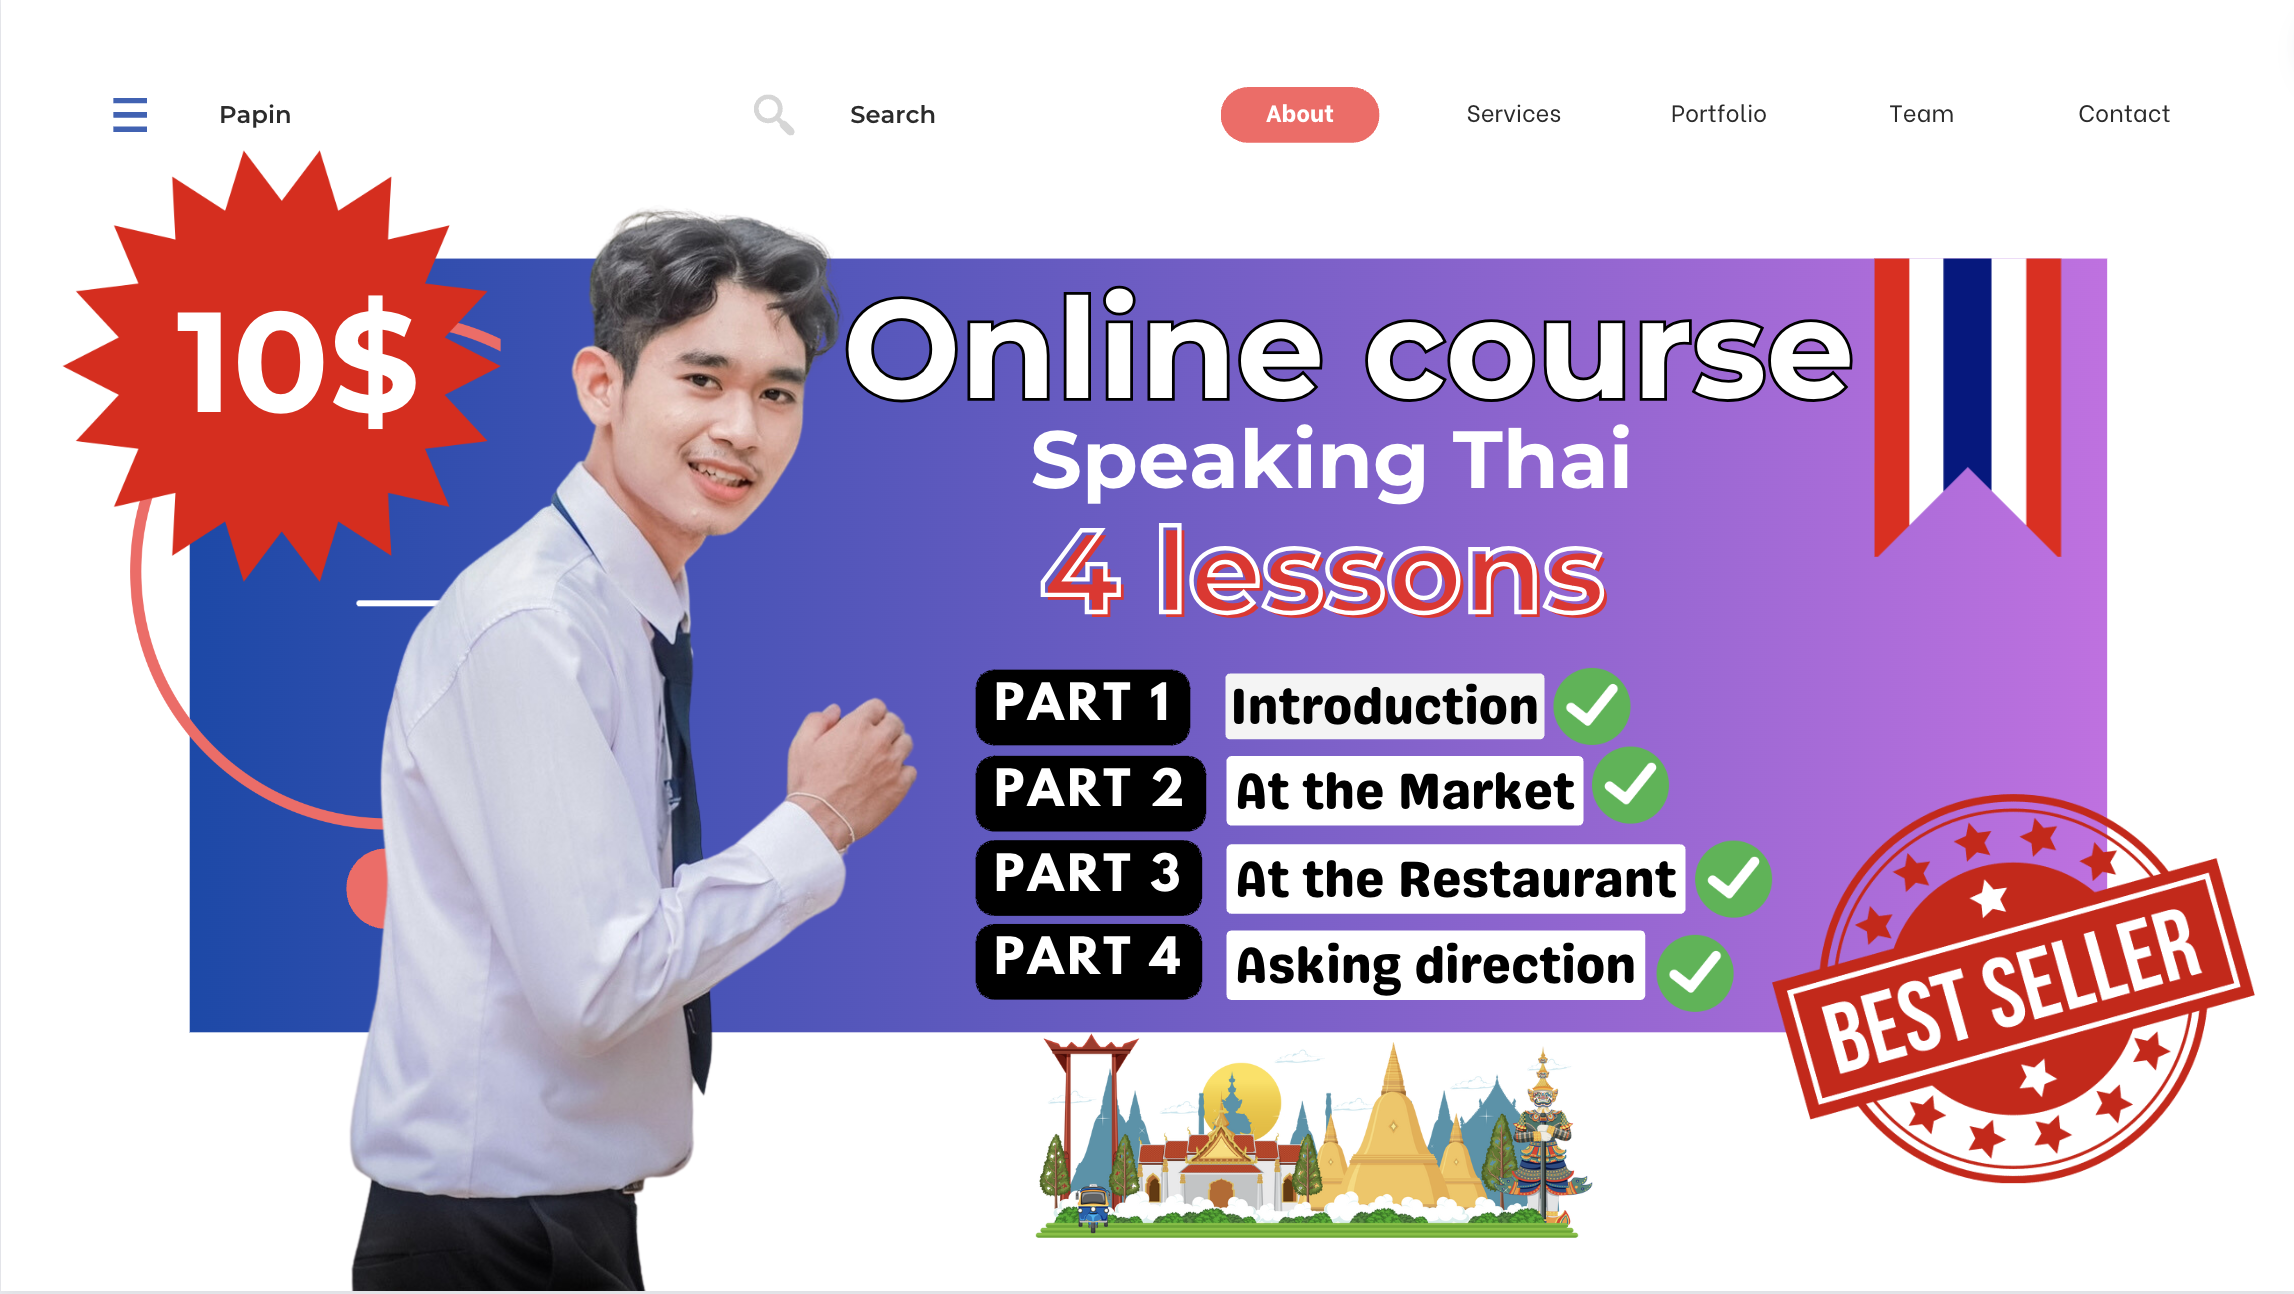 Papin
Search
About
Services
Portfolio
Team
Contact
10$
Online course
Speaking Thai
4 lessons
PART 1 Introduction
PART 2 At the Market
PART 3 At the Restaurant
PART 4 Asking direction
BEST SELLER